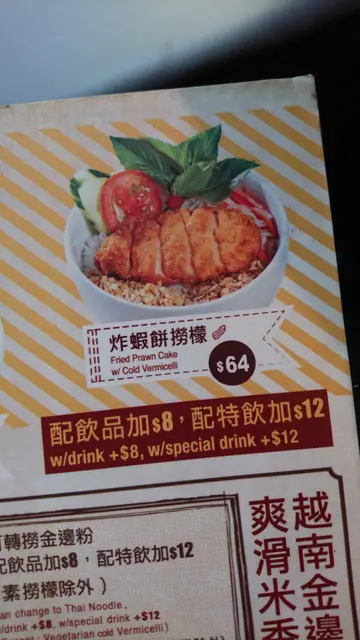 炸蝦餅撈檬
Fried Prawn Cake
w/ Cold Vermicelli
$64
配飲品加$8，配特飲加$12
w/drink +$8, w/special drink +$12
轉撈金邊粉
配飲品加$8，配特飲加$12
素撈檬除外）
an change to Thai Noodle,
w/drink +$8, w/special drink +$12
Vegetarian cold Vermicelli)
越南金邊
爽滑米香